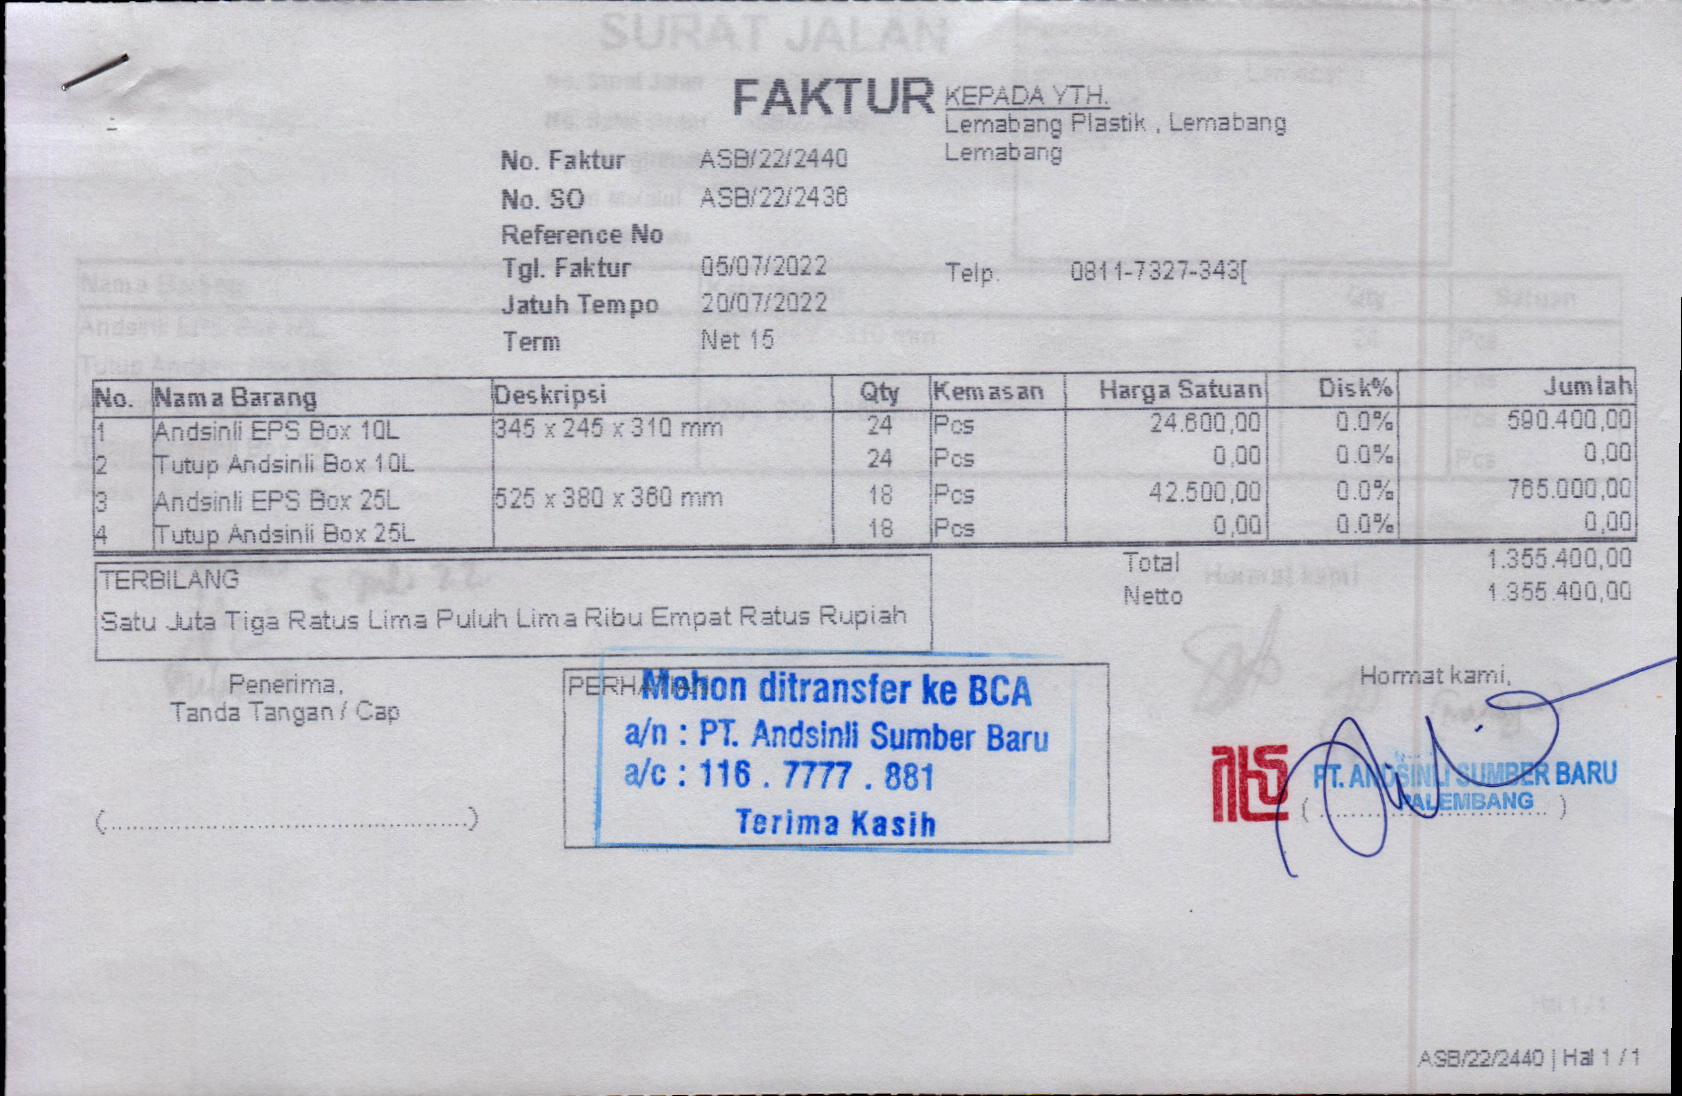 FAKTUR
KEPADA YTH.
Lemabang Plastik , Lemabang
Lemabang
No. Faktur ASB/22/2440
No. SO ASB/22/2436
Reference No
Tgl. Faktur 05/07/2022
Telp. 0811-7327-343[
Jatuh Tempo 20/07/2022
Term Net 15
No. Nama Barang Deskripsi Qty Kemasan Harga Satuan Disk% Jumlah
1 Andsinli EPS Box 10L 345 x 245 x 310 mm 24 Pcs 24.600,00 0.0% 590.400,00
2 Tutup Andsinli Box 10L 24 Pcs 0,00 0.0% 0,00
3 Andsinli EPS Box 25L 525 x 380 x 360 mm 18 Pcs 42.500,00 0.0% 765.000,00
4 Tutup Andsinli Box 25L 18 Pcs 0,00 0.0% 0,00
Total 1.355.400,00
Netto 1.355.400,00
TERBILANG
Satu Juta Tiga Ratus Lima Puluh Lima Ribu Empat Ratus Rupiah
Penerima,
Tanda Tangan / Cap
(................................................)
PERHATIAN
Mohon ditransfer ke BCA
a/n : PT. Andsinli Sumber Baru
a/c : 116 . 7777 . 881
Terima Kasih
Hormat kami,
PT. ANDSINLI SUMBER BARU
PALEMBANG
(................................)
ASB/22/2440 | Hal 1 / 1
SURAT JALAN